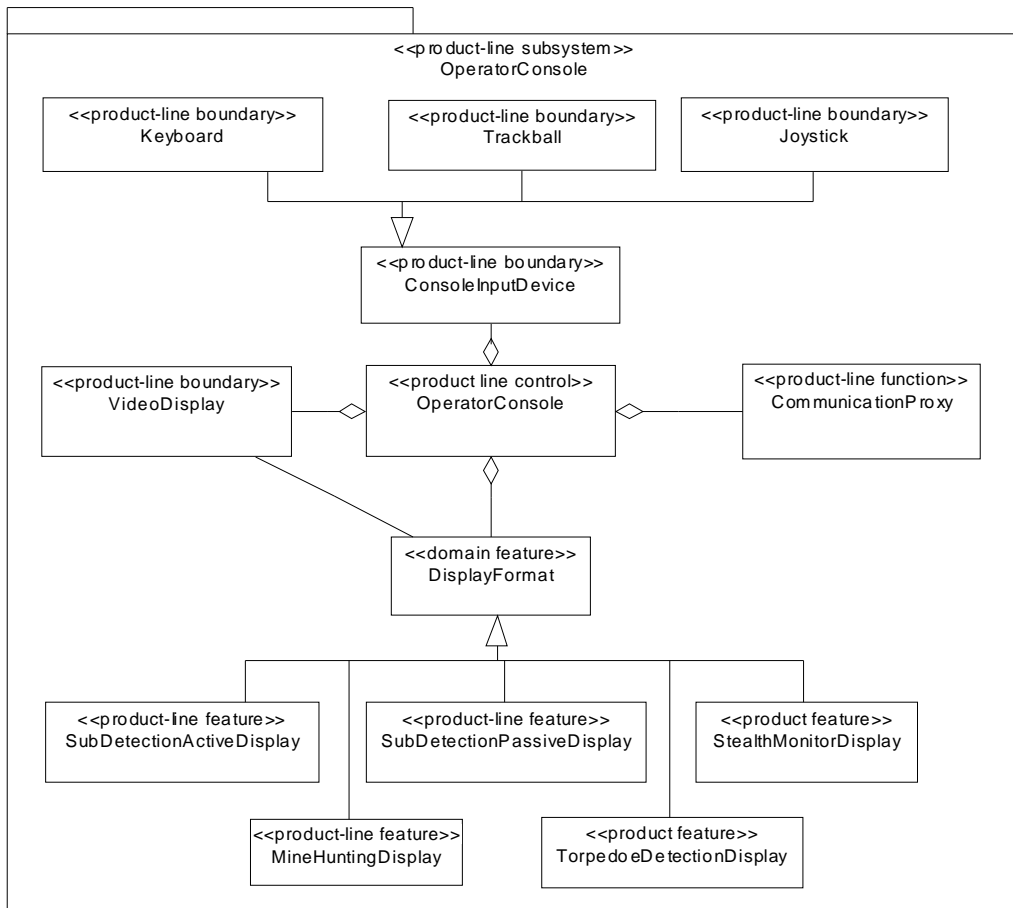 <<product-line subsystem>>
OperatorConsole
<<product-line boundary>>
Keyboard
<<product-line boundary>>
Trackball
<<product-line boundary>>
Joystick
<<product-line boundary>>
ConsoleInputDevice
<<product-line boundary>>
VideoDisplay
<<product line control>>
OperatorConsole
<<product-line function>>
CommunicationProxy
<<domain feature>>
DisplayFormat
<<product-line feature>>
SubDetectionActiveDisplay
<<product-line feature>>
SubDetectionPassiveDisplay
<<product feature>>
StealthMonitorDisplay
<<product-line feature>>
MineHuntingDisplay
<<product feature>>
TorpedoeDetectionDisplay